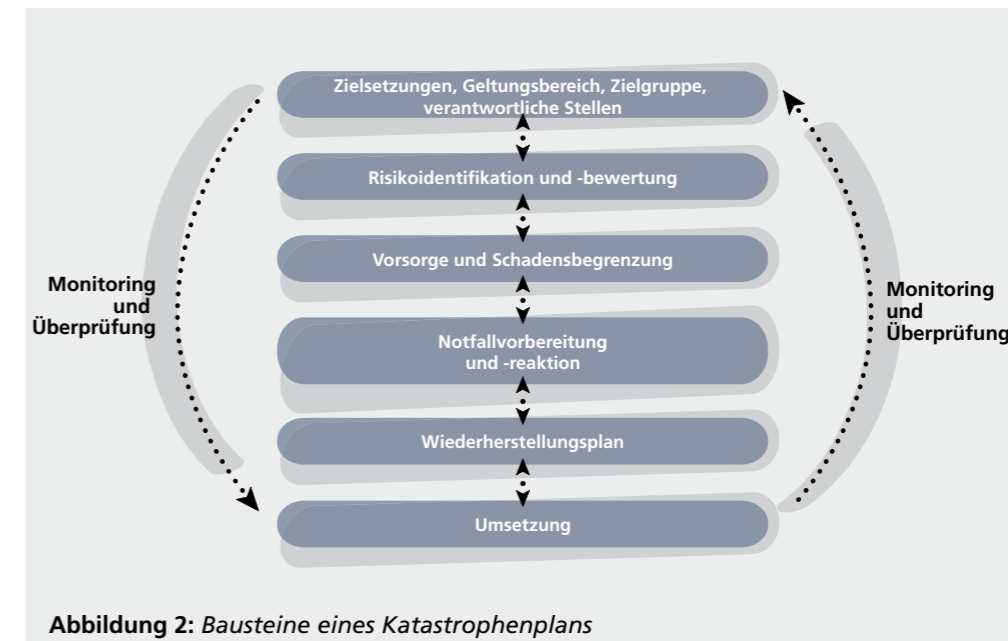 Zielsetzungen, Geltungsbereich, Zielgruppe,
verantwortliche Stellen
Risikoidentifikation und -bewertung
Vorsorge und Schadensbegrenzung
Monitoring
und
Überprüfung
Monitoring
und
Überprüfung
Notfallvorbereitung
und -reaktion
Wiederherstellungsplan
Umsetzung
Abbildung 2: Bausteine eines Katastrophenplans